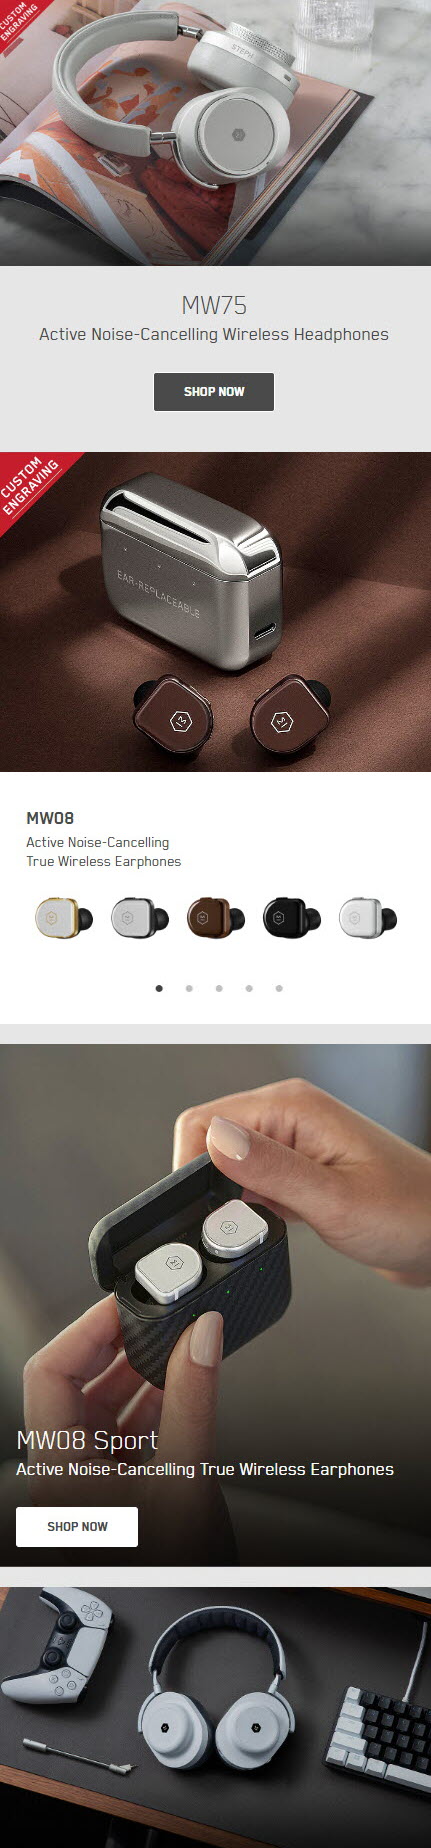 CUSTOM
ENGRAVING
STEPH
MW75
Active Noise-Cancelling Wireless Headphones
SHOP NOW
CUSTOM
ENGRAVING
EAR-REPLACEABLE
MW08
Active Noise-Cancelling
True Wireless Earphones
MW08 Sport
Active Noise-Cancelling True Wireless Earphones
SHOP NOW